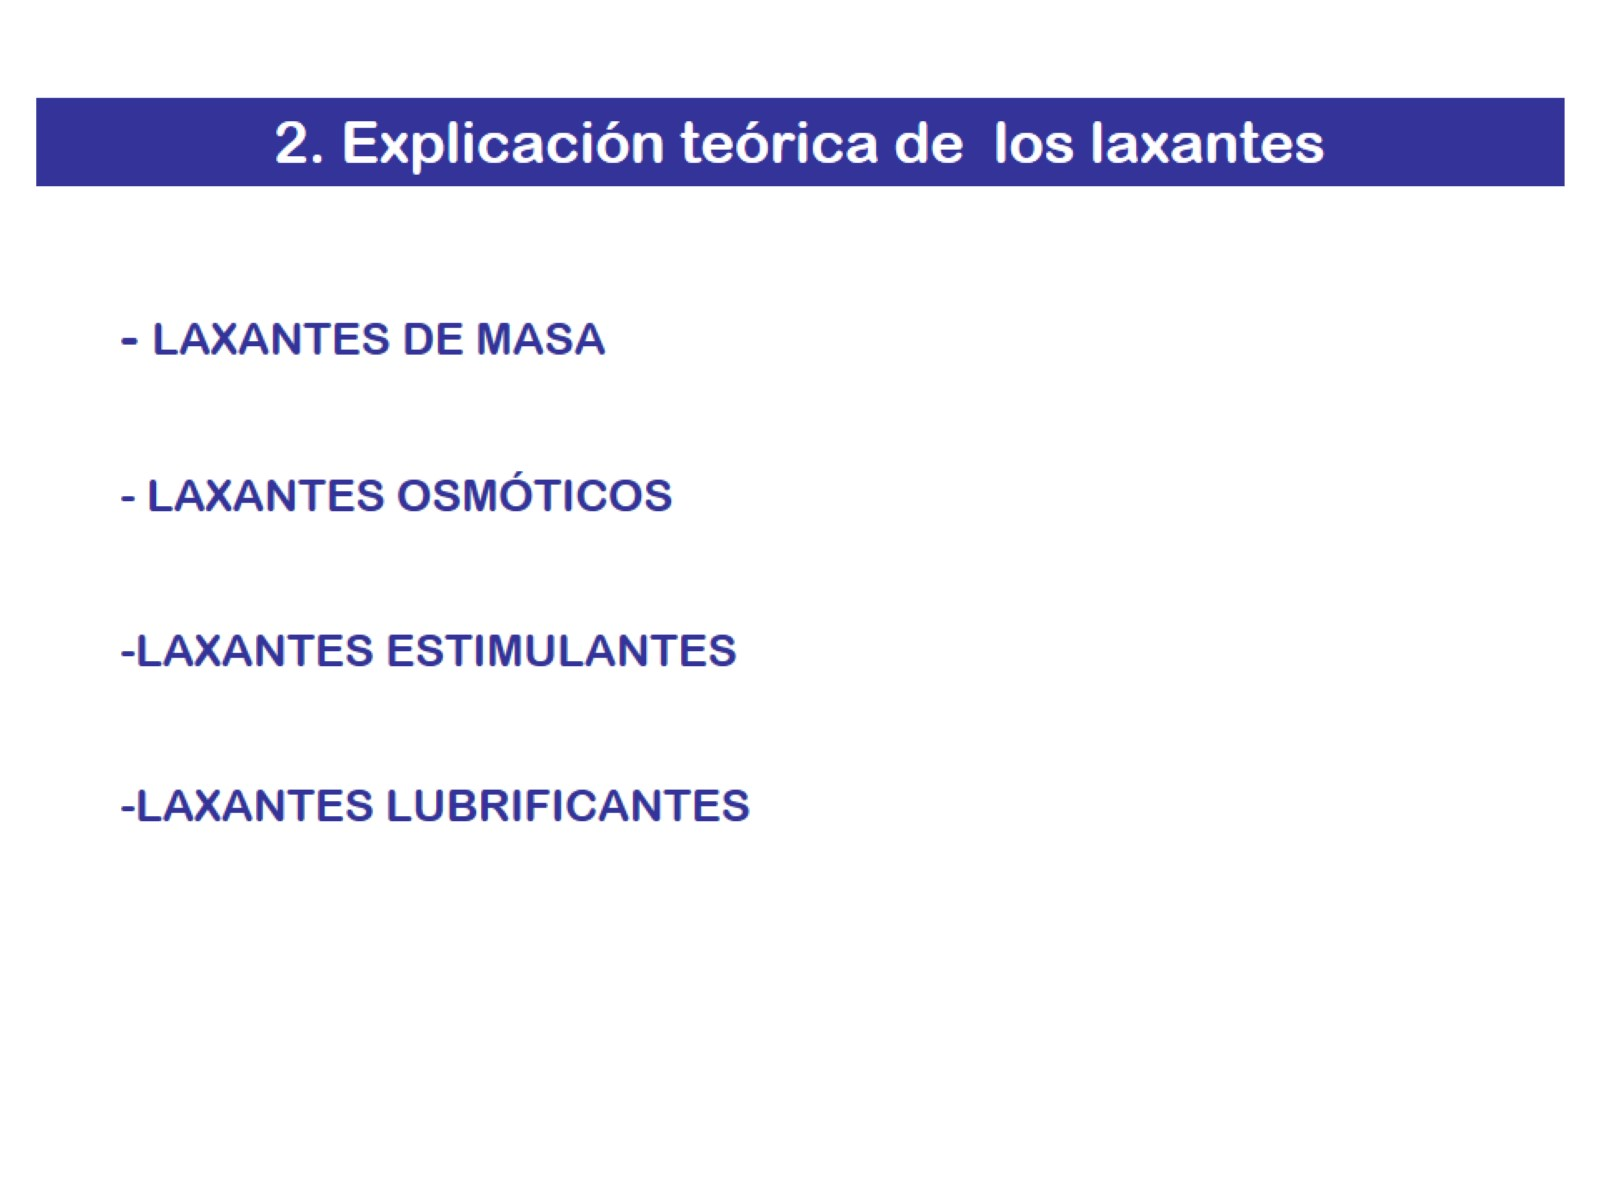 2. Explicación teórica de  los laxantes
- LAXANTES DE MASA
- LAXANTES OSMÓTICOS
-LAXANTES ESTIMULANTES
-LAXANTES LUBRIFICANTES